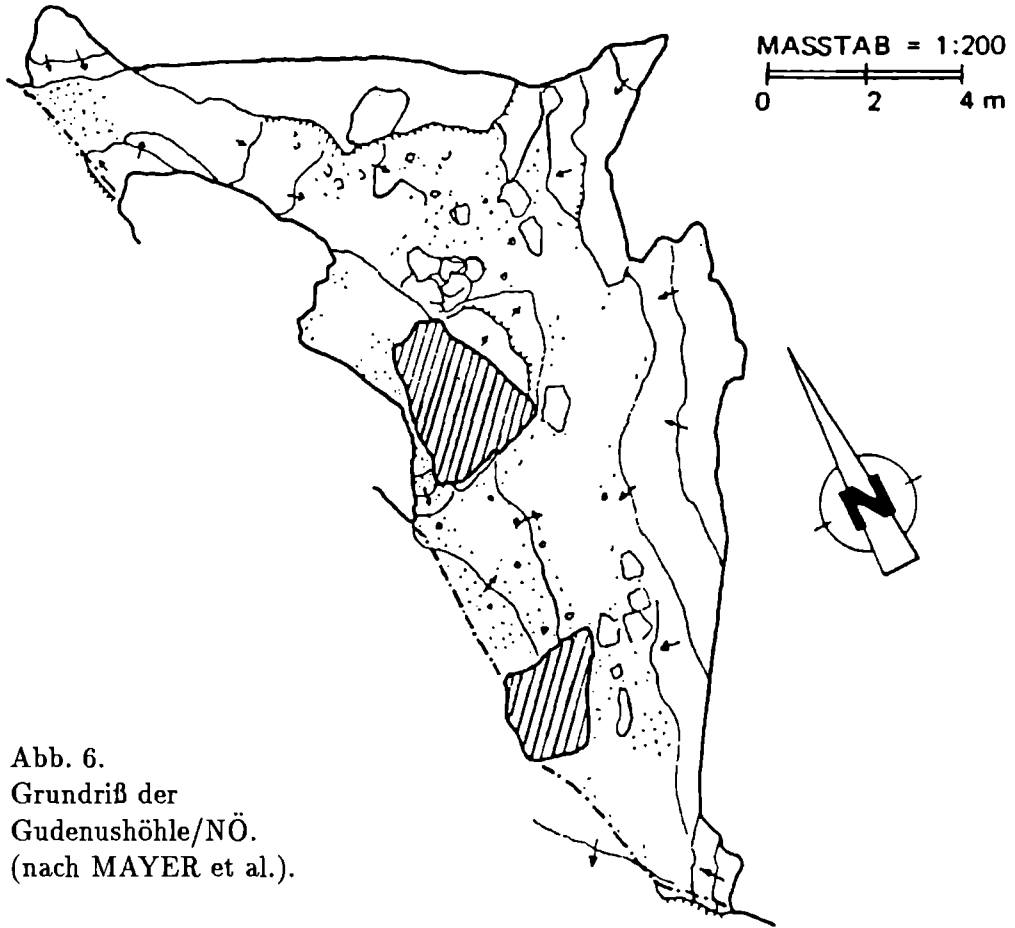 MASSTAB = 1:200
0 2 4 m
N
Abb. 6.
Grundriß der
Gudenushöhle/NÖ.
(nach MAYER et al.).